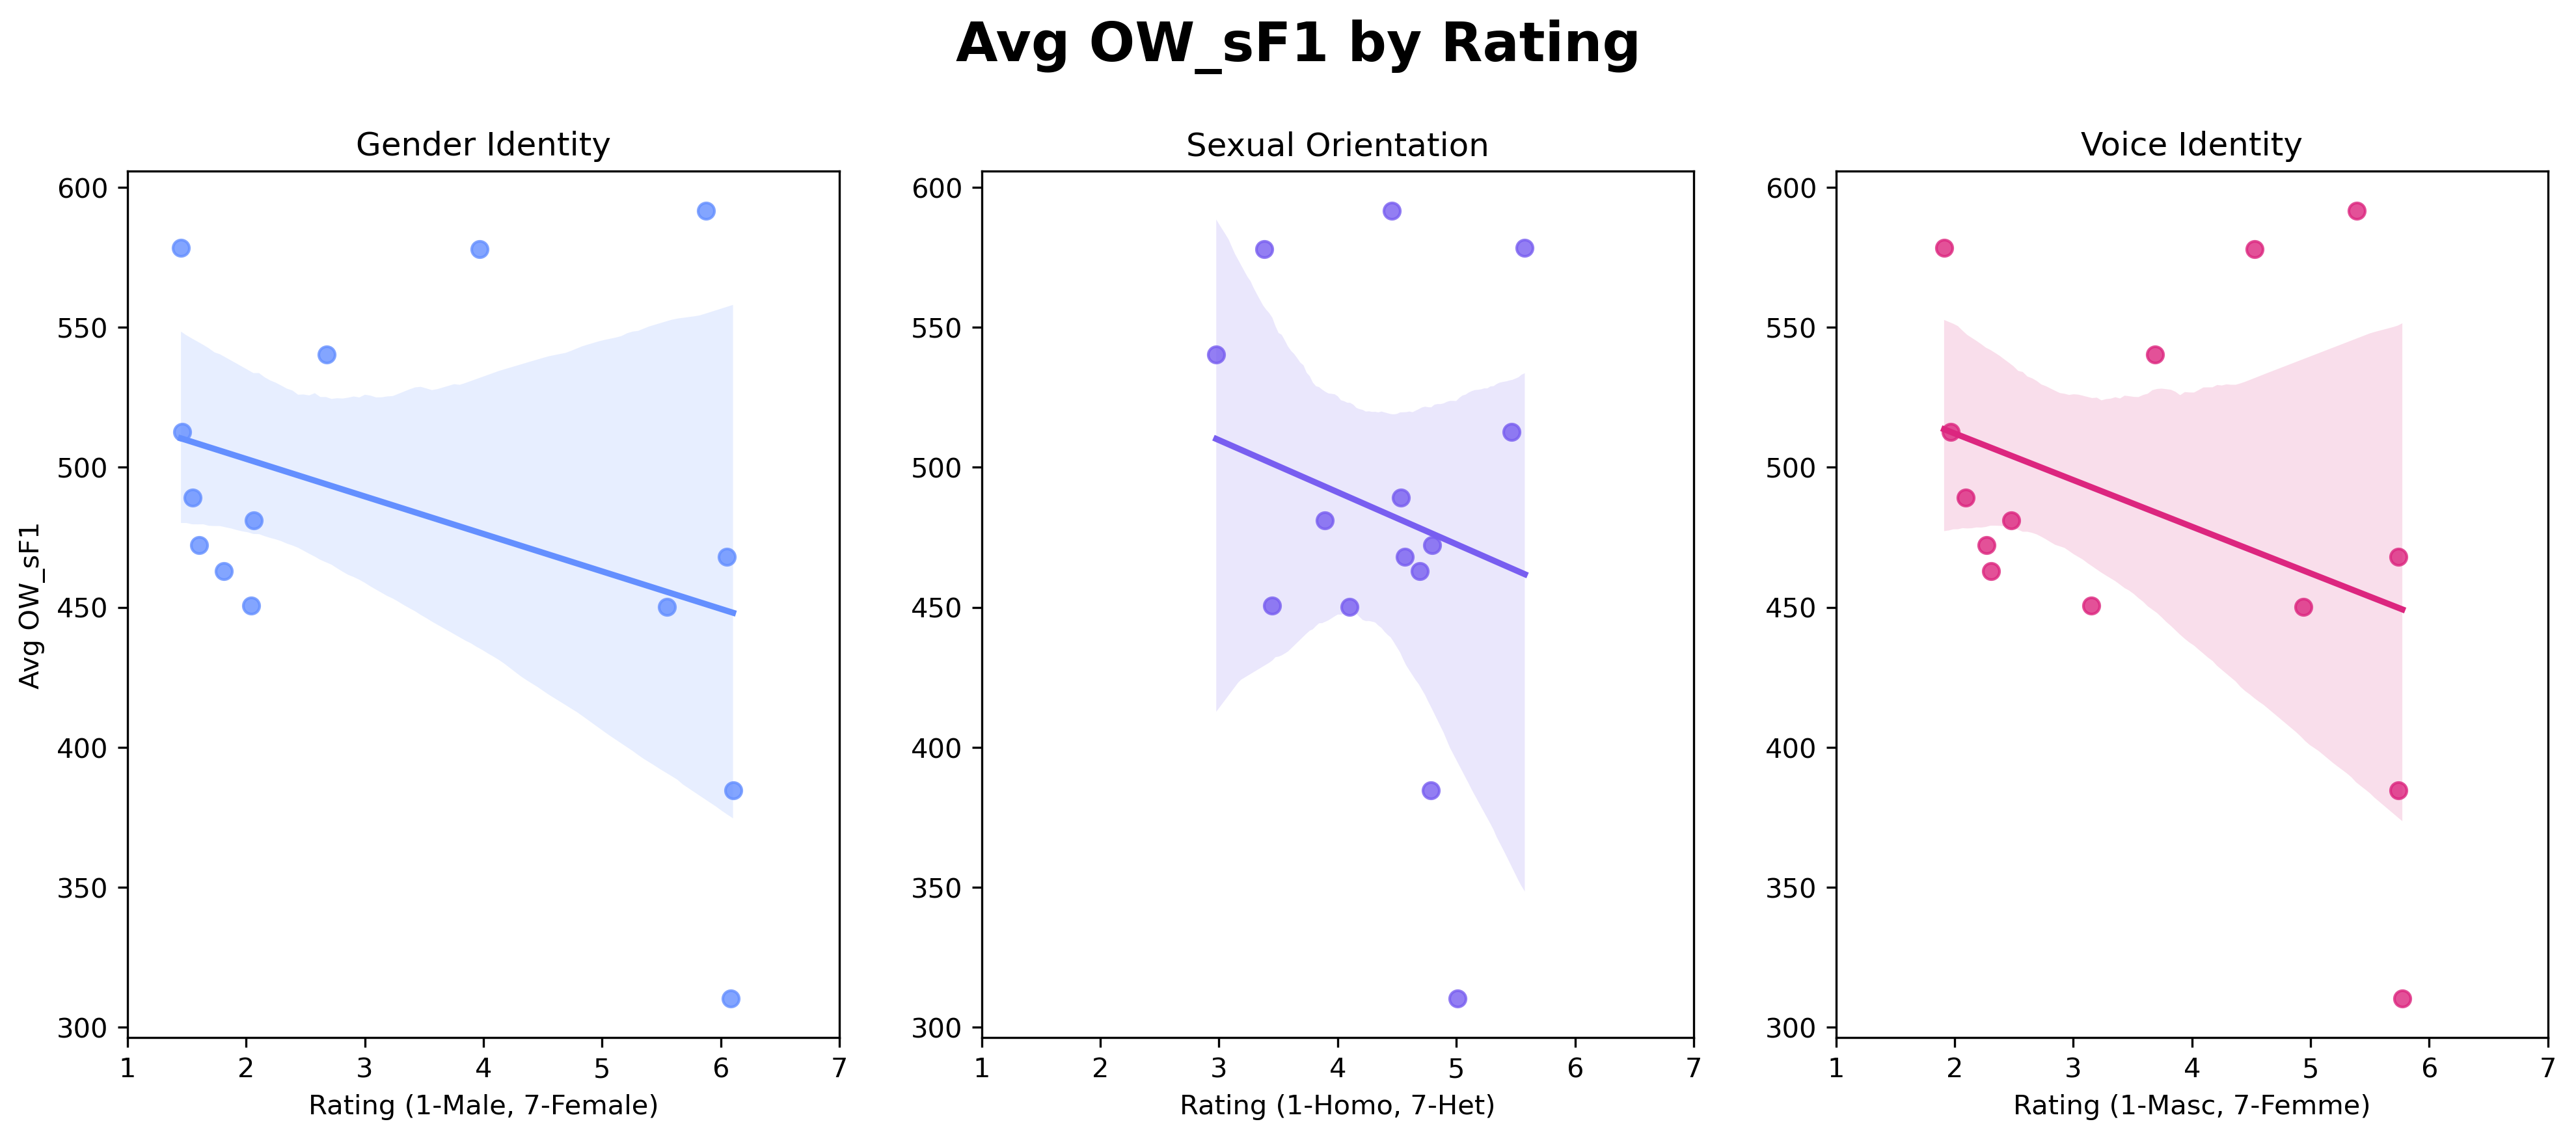 Avg OW_sF1 by Rating
Gender Identity
Avg OW_sF1
600
550
500
450
400
350
300
1 2 3 4 5 6 7
Rating (1-Male, 7-Female)
Sexual Orientation
600
550
500
450
400
350
300
1 2 3 4 5 6 7
Rating (1-Homo, 7-Het)
Voice Identity
600
550
500
450
400
350
300
1 2 3 4 5 6 7
Rating (1-Masc, 7-Femme)